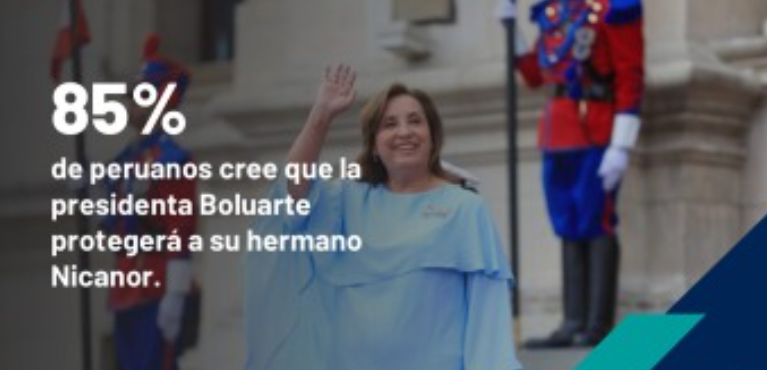 85%
de peruanos cree que la
presidenta Boluarte
protegerá a su hermano
Nicanor.